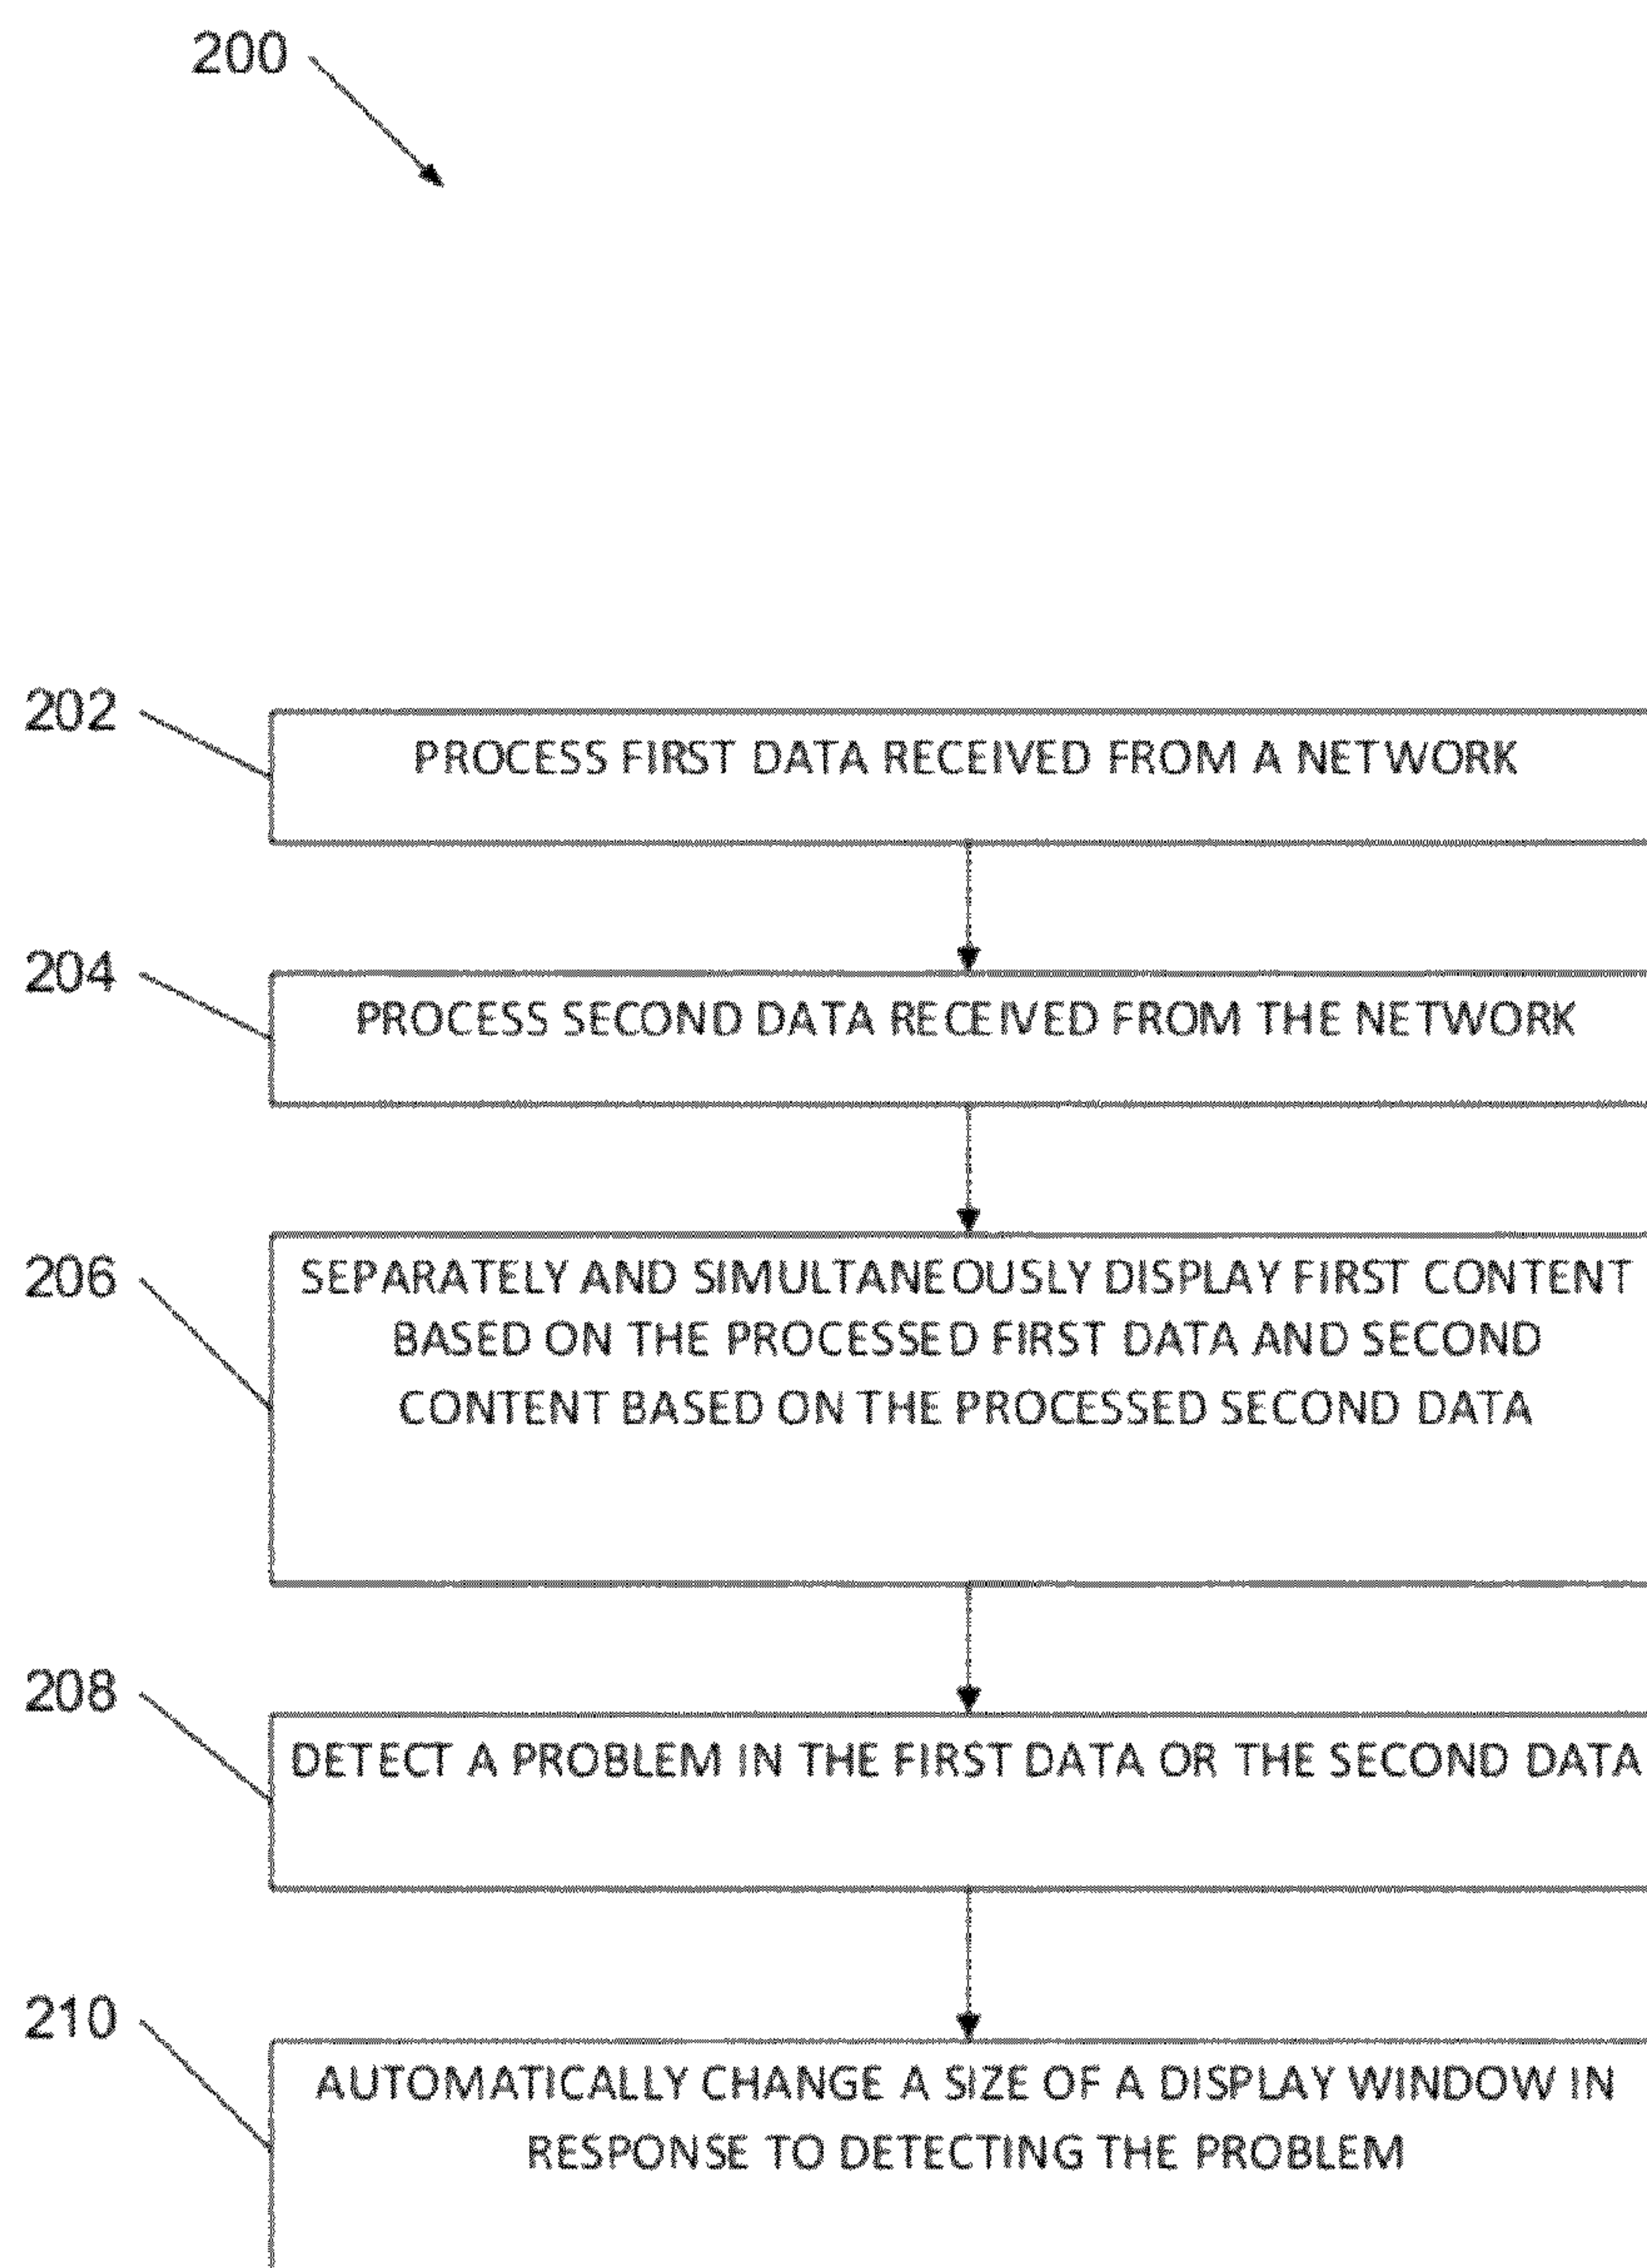 200
202
PROCESS FIRST DATA RECEIVED FROM A NETWORK
204
PROCESS SECOND DATA RECEIVED FROM THE NETWORK
206
SEPARATELY AND SIMULTANEOUSLY DISPLAY FIRST CONTENT
BASED ON THE PROCESSED FIRST DATA AND SECOND
CONTENT BASED ON THE PROCESSED SECOND DATA
208
DETECT A PROBLEM IN THE FIRST DATA OR THE SECOND DATA
210
AUTOMATICALLY CHANGE A SIZE OF A DISPLAY WINDOW IN
RESPONSE TO DETECTING THE PROBLEM